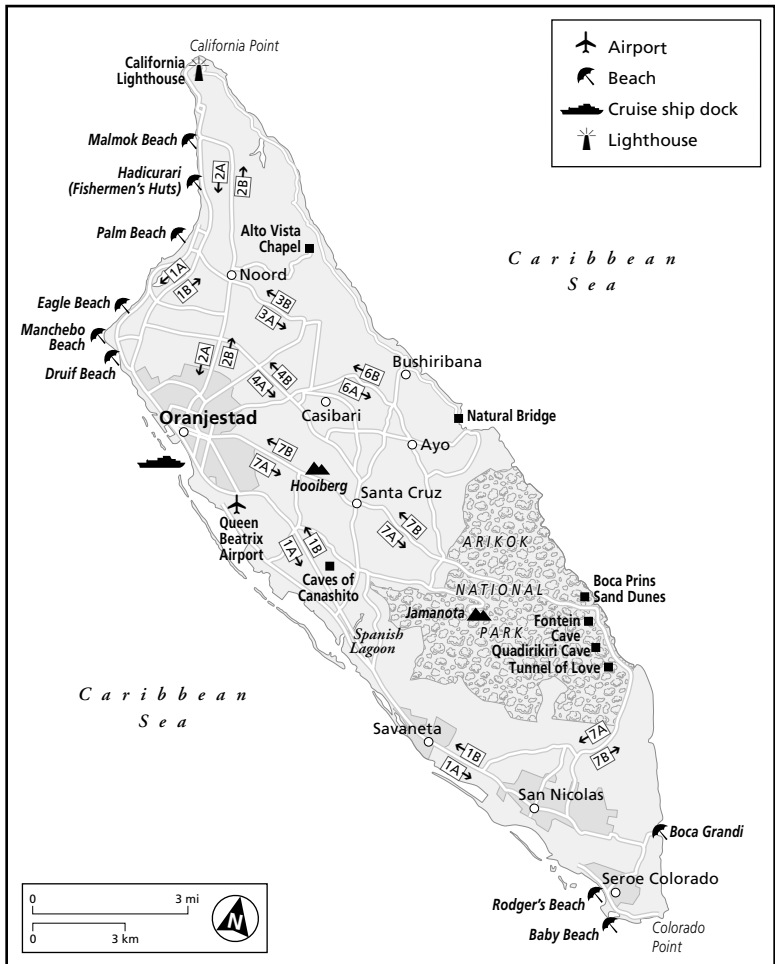 California Point
California
Lighthouse
Airport
Beach
Cruise ship dock
Lighthouse
Malmok Beach
Hadicurari
(Fishermen's Huts)
2A
2B
Palm Beach
Alto Vista
Chapel
Caribbean
Sea
Noord
1A
1B
3B
3A
Eagle Beach
Manchebo
Beach
Druif Beach
2A
2B
4B
4A
6B
6A
Bushiribana
Casibari
Natural Bridge
Oranjestad
Ayo
7B
7A
Hooiberg
Santa Cruz
Queen
Beatrix
Airport
1A
1B
7B
7A
ARIKOK
NATIONAL
PARK
Caves of
Canashito
Jamanota
Boca Prins
Sand Dunes
Fontein
Cave
Quadirikiri Cave
Tunnel of Love
Spanish
Lagoon
Caribbean
Sea
Savaneta
1B
1A
7A
7B
San Nicolas
Boca Grandi
Seroe Colorado
Rodger's Beach
Baby Beach
Colorado
Point
0 3 mi
0 3 km
N